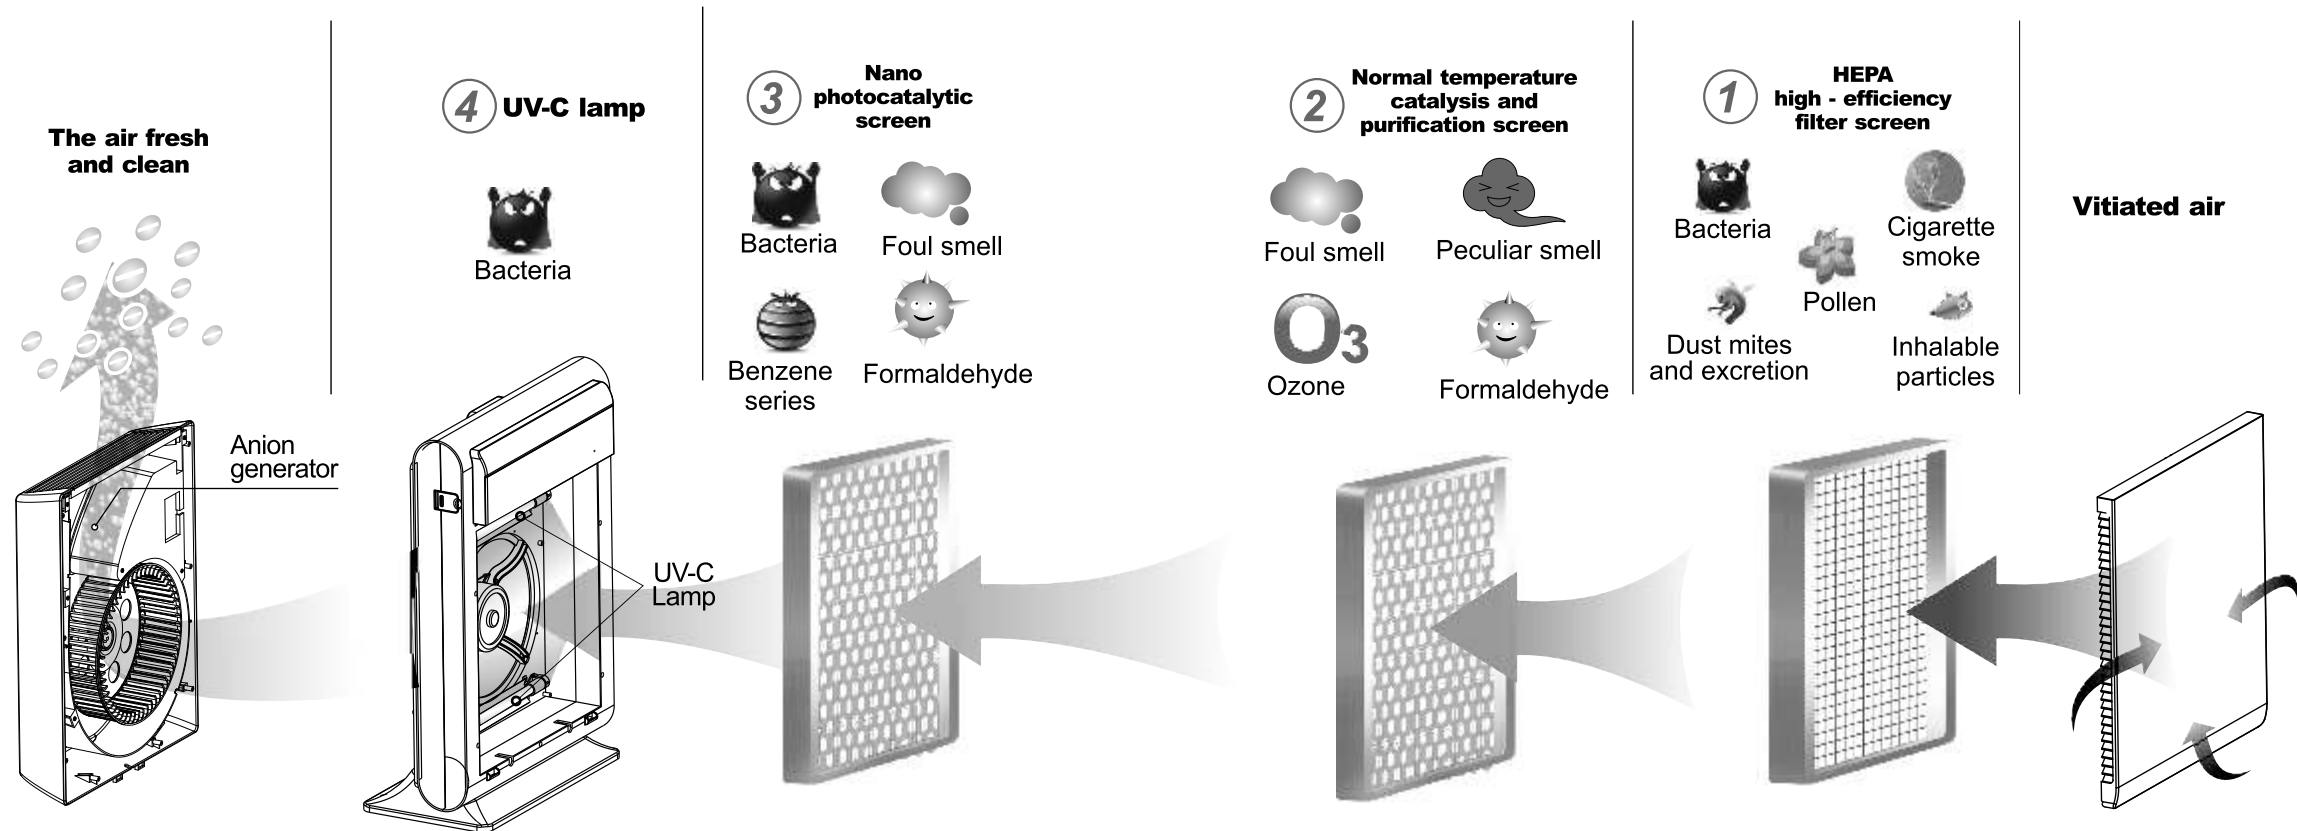 The air fresh
and clean
Anion
generator
4 UV-C lamp
Bacteria
UV-C
Lamp
3 Nano
photocatalytic
screen
Bacteria
Foul smell
Benzene
series
Formaldehyde
2 Normal temperature
catalysis and
purification screen
Foul smell
Peculiar smell
O3
Ozone
Formaldehyde
1 HEPA
high - efficiency
filter screen
Bacteria
Cigarette
smoke
Pollen
Dust mites
and excretion
Inhalable
particles
Vitiated air